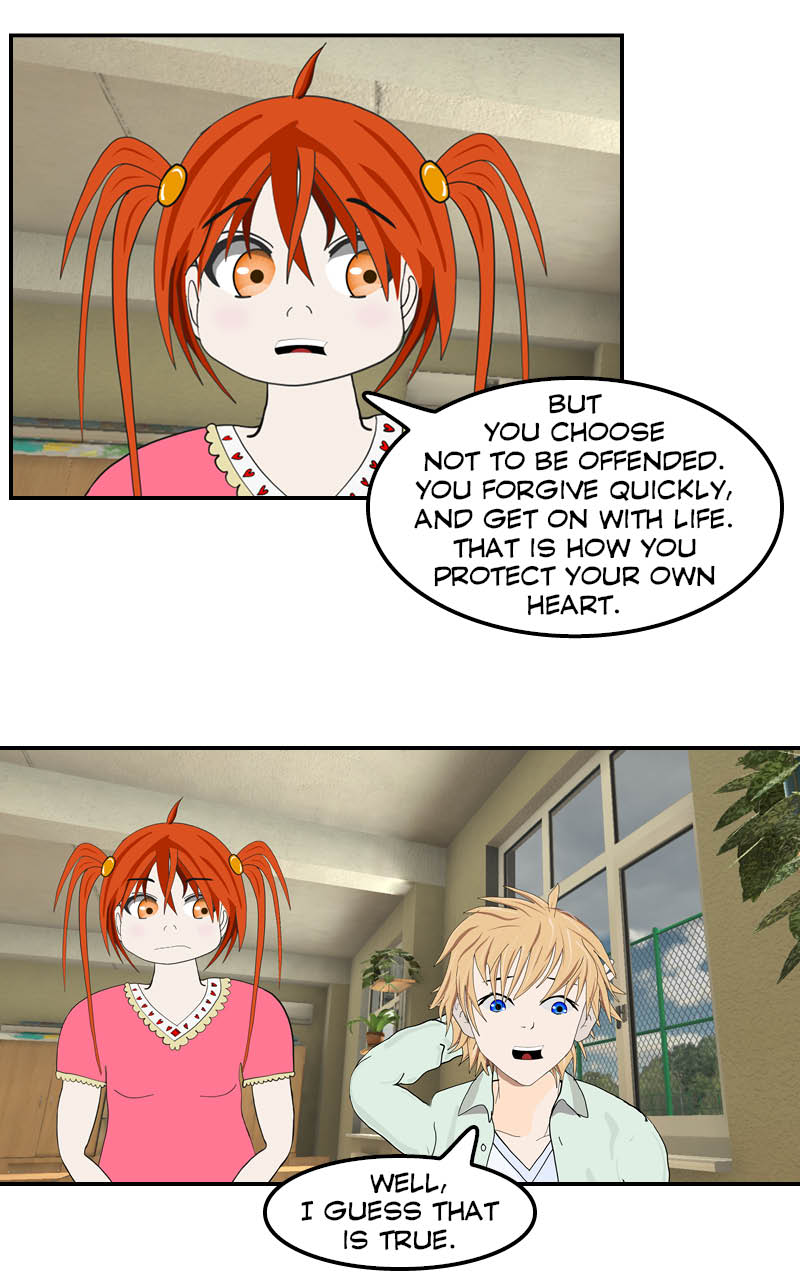 BUT
YOU CHOOSE
NOT TO BE OFFENDED.
YOU FORGIVE QUICKLY,
AND GET ON WITH LIFE.
THAT IS HOW YOU
PROTECT YOUR OWN
HEART.
WELL,
I GUESS THAT
IS TRUE.